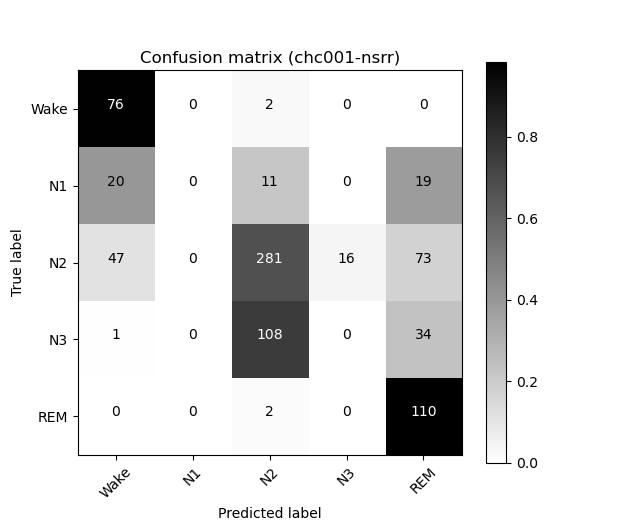 Confusion matrix (chc001-nsrr)
True label
Wake 76 0 2 0 0
N1 20 0 11 0 19
N2 47 0 281 16 73
N3 1 0 108 0 34
REM 0 0 2 0 110
Wake N1 N2 N3 REM
Predicted label
0.8
0.6
0.4
0.2
0.0